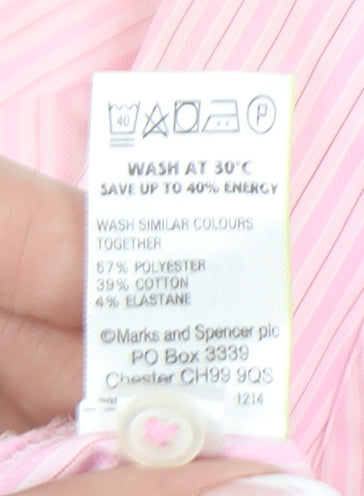 40 P
WASH AT 30°C
SAVE UP TO 40% ENERGY
WASH SIMILAR COLOURS
TOGETHER
57% POLYESTER
39% COTTON
4% ELASTANE
©Marks and Spencer plc
PO Box 3339
Chester CH99 9QS
1214